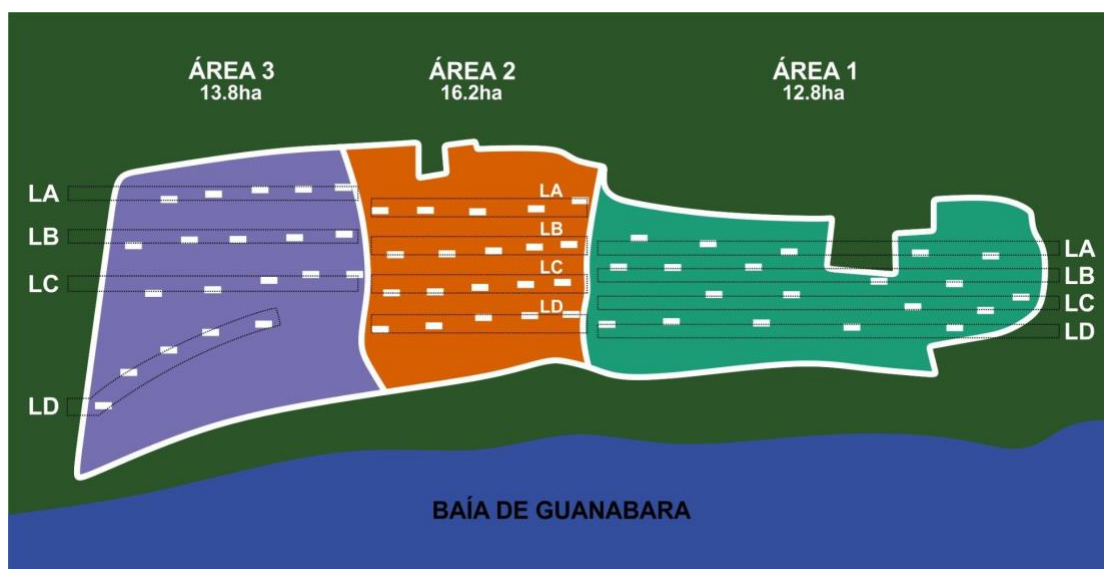 ÁREA 3
13.8ha
ÁREA 2
16.2ha
ÁREA 1
12.8ha
LA
LB
LC
LD
LA
LB
LC
LD
LA
LB
LC
LD
BAÍA DE GUANABARA